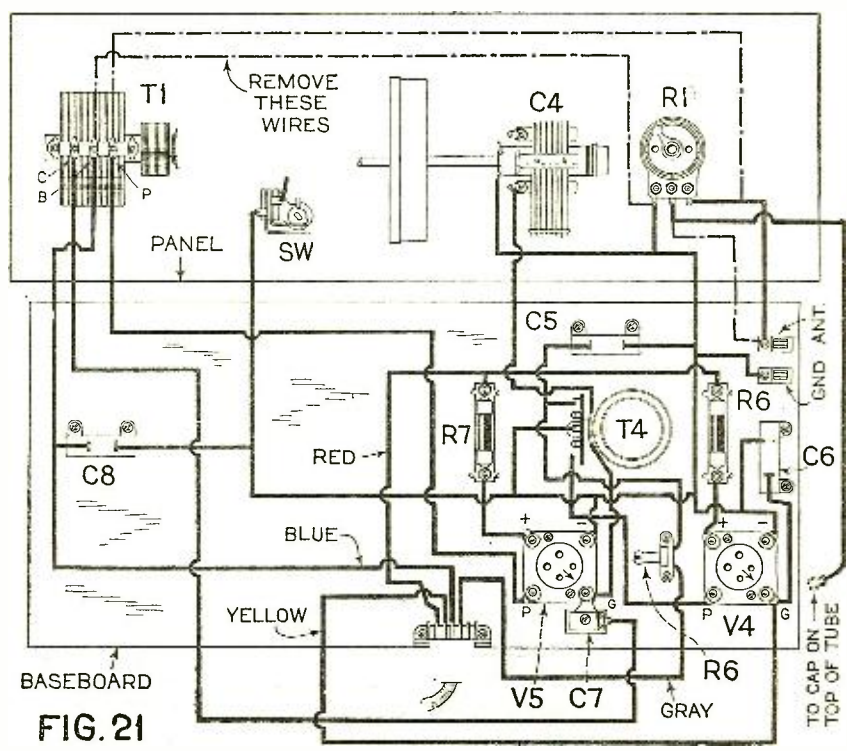 REMOVE
THESE
WIRES
T1
C4
R1
C
B
P
SW
PANEL
C5
ANT.
GND
R7
T4
R6
C6
C8
RED
BLUE
+
-
+
-
YELLOW
P
G
P
G
V5
C7
R6
V4
BASEBOARD
GRAY
TO CAP ON
TOP OF TUBE
FIG. 21